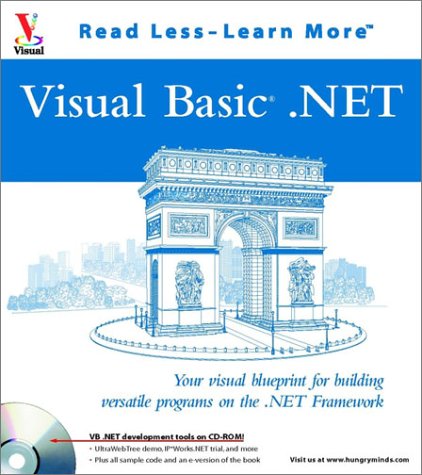 Visual
Read Less-Learn More™
Visual Basic® .NET
Your visual blueprint for building
versatile programs on the .NET Framework
VB .NET development tools on CD-ROM!
• UltraWebTree demo, IP*Works.NET trial, and more
• Plus all sample code and an e-version of the book
Visit us at www.hungryminds.com